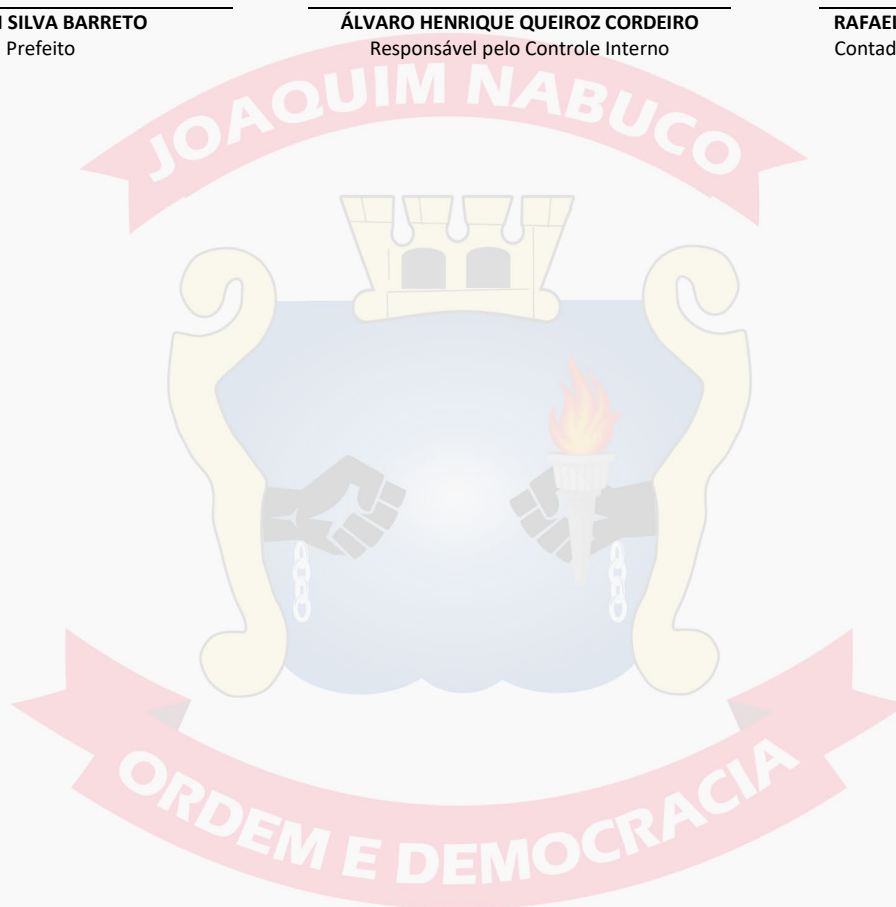 SILVA BARRETO
Prefeito
ÁLVARO HENRIQUE QUEIROZ CORDEIRO
Responsável pelo Controle Interno
RAFAEL
Contad
JOAQUIM NABUCO
ORDEM E DEMOCRACIA